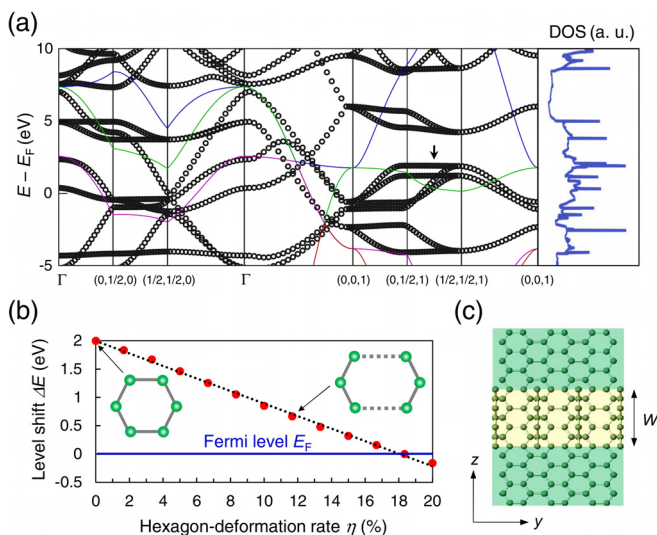 (a)
DOS (a. u.)
10
5
0
-5
E − E_F (eV)
Γ
(0,1/2,0)
(1/2,1/2,0)
Γ
(0,0,1)
(0,1/2,1)
(1/2,1/2,1)
(0,0,1)
(b)
2
1.5
1
0.5
0
-0.5
Level shift ΔE (eV)
Fermi level E_F
0 2 4 6 8 10 12 14 16 18 20
Hexagon-deformation rate η (%)
(c)
W
z
y